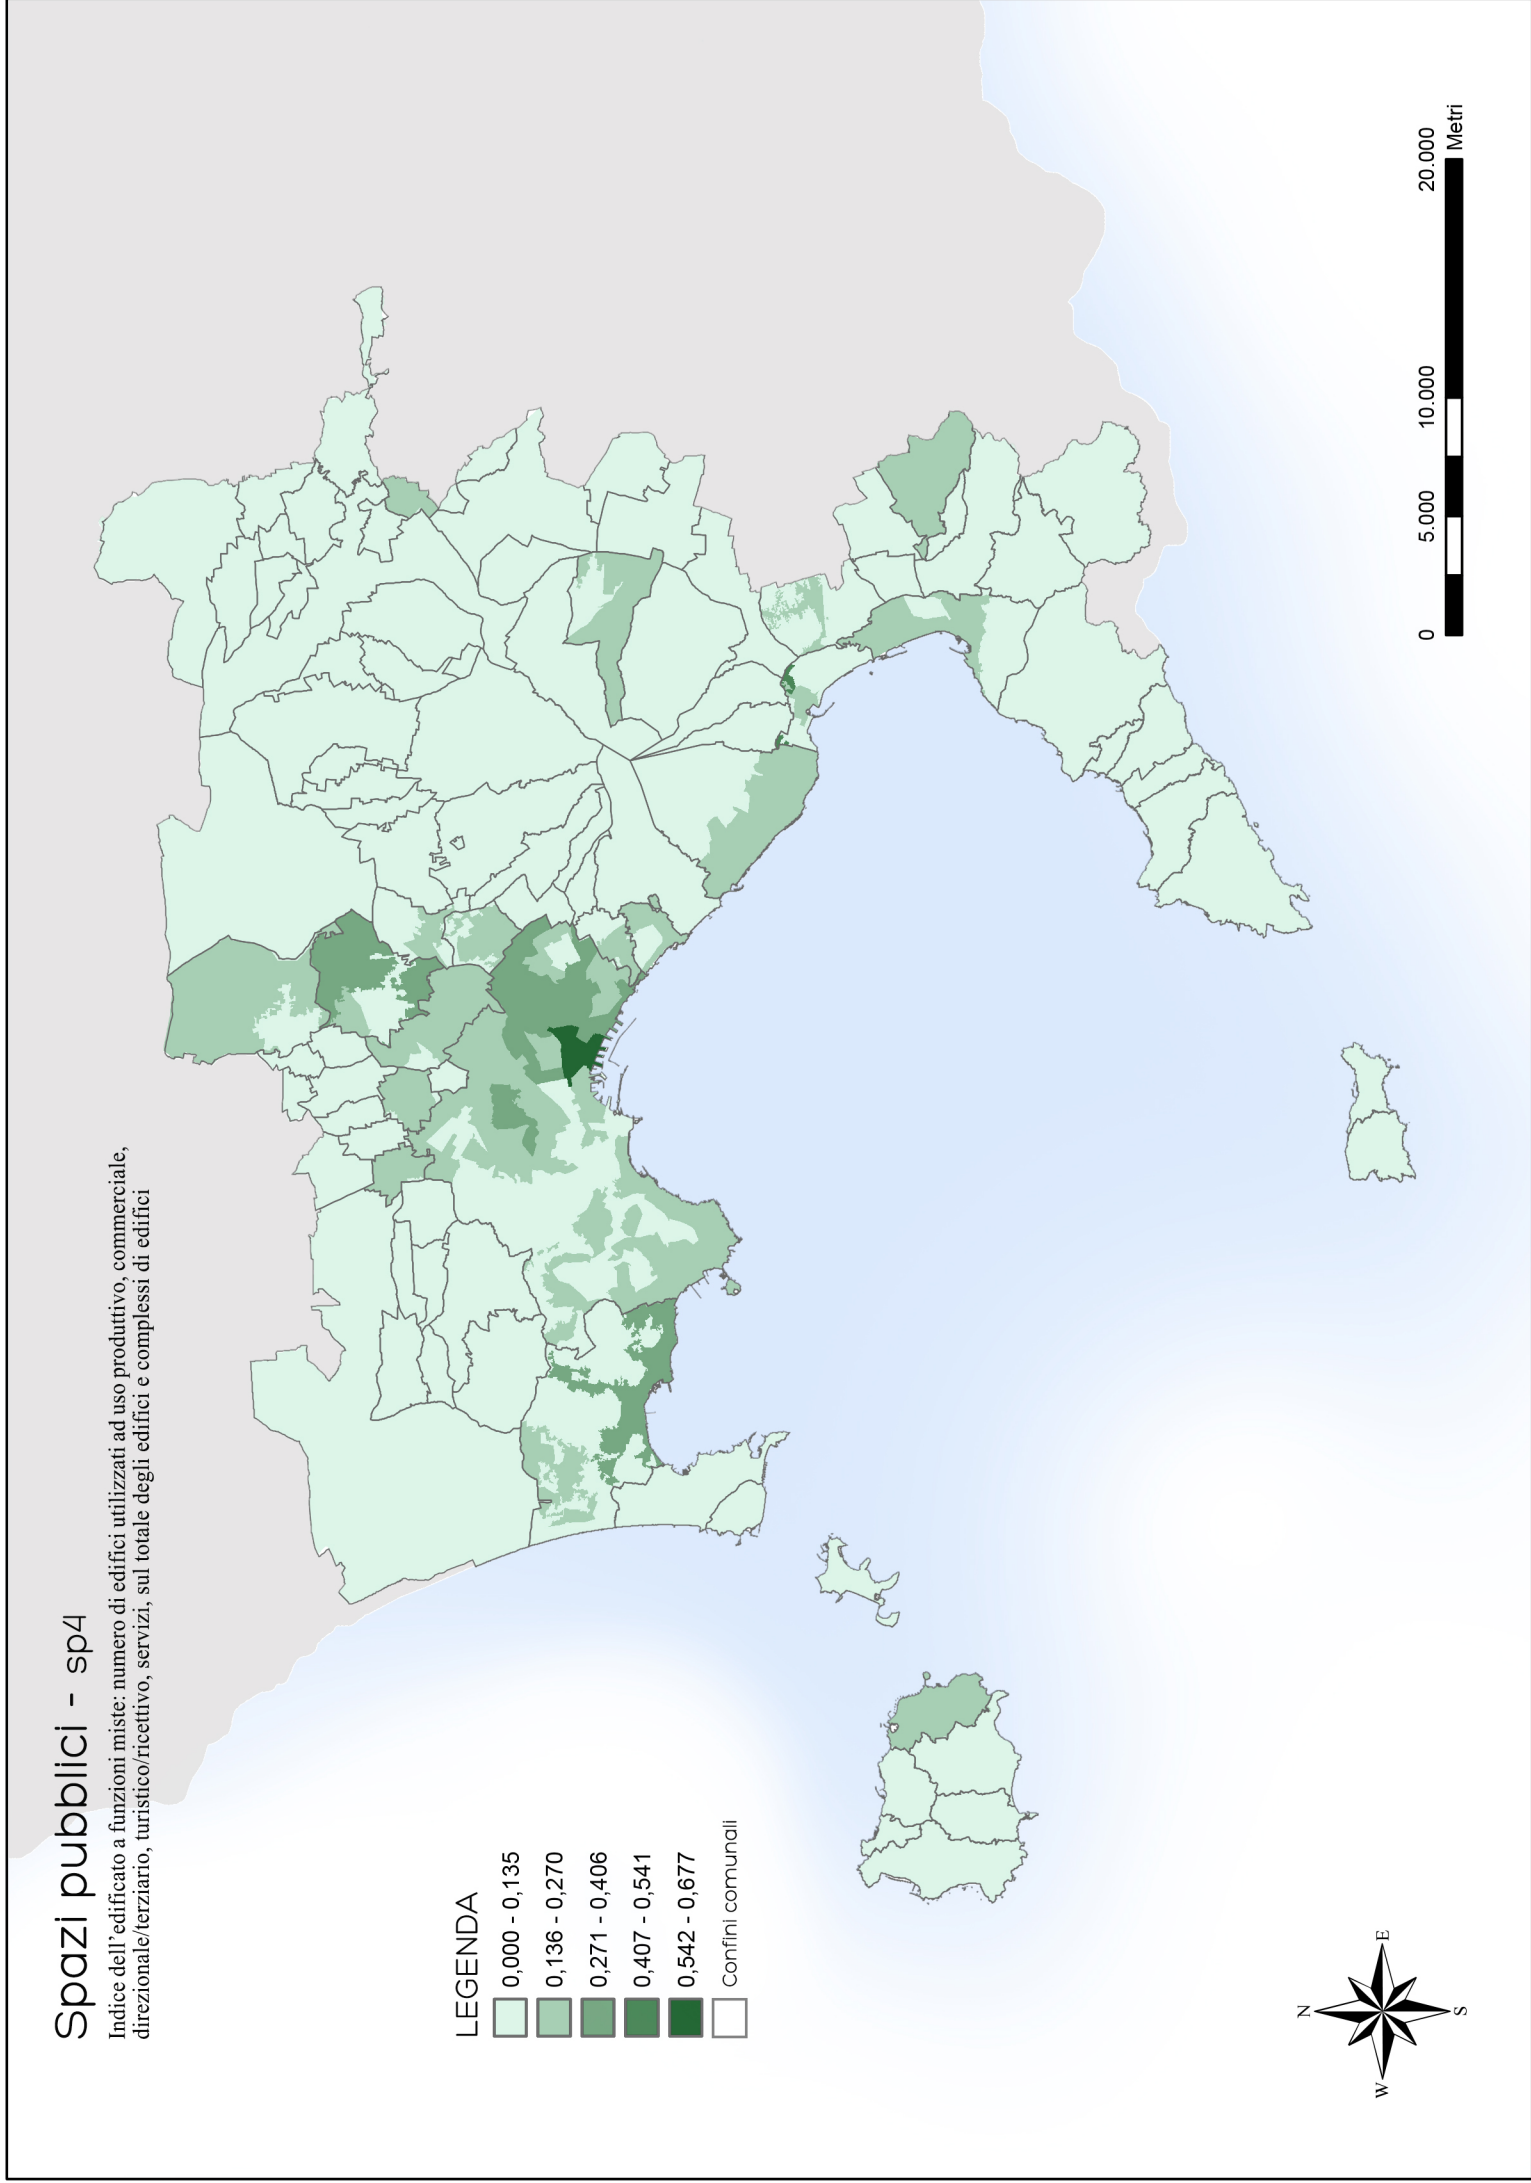 Spazi pubblici - sp4
Indice dell'edificato a funzioni miste: numero di edifici utilizzati ad uso produttivo, commerciale,
direzionale/terziario, turistico/ricettivo, servizi, sul totale degli edifici e complessi di edifici
LEGENDA
0,000 - 0,135
0,136 - 0,270
0,271 - 0,406
0,407 - 0,541
0,542 - 0,677
Confini comunali
N
W
E
S
0
5.000
10.000
20.000
Metri